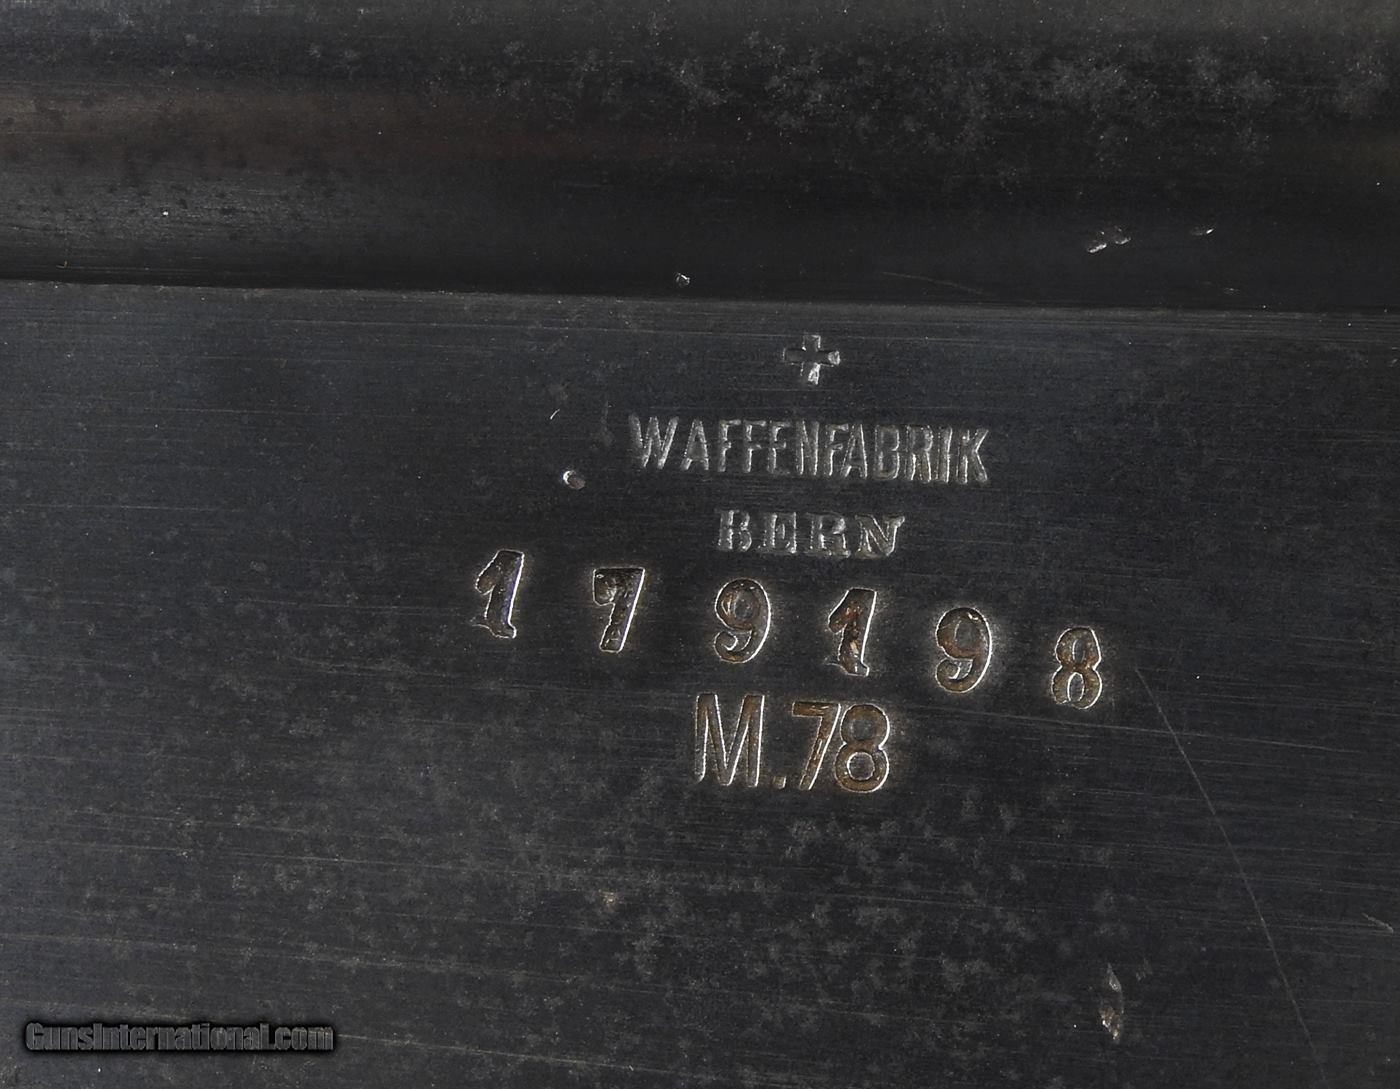 WAFFENFABRIK
BERN
179198
M.78
GunsInternational.com